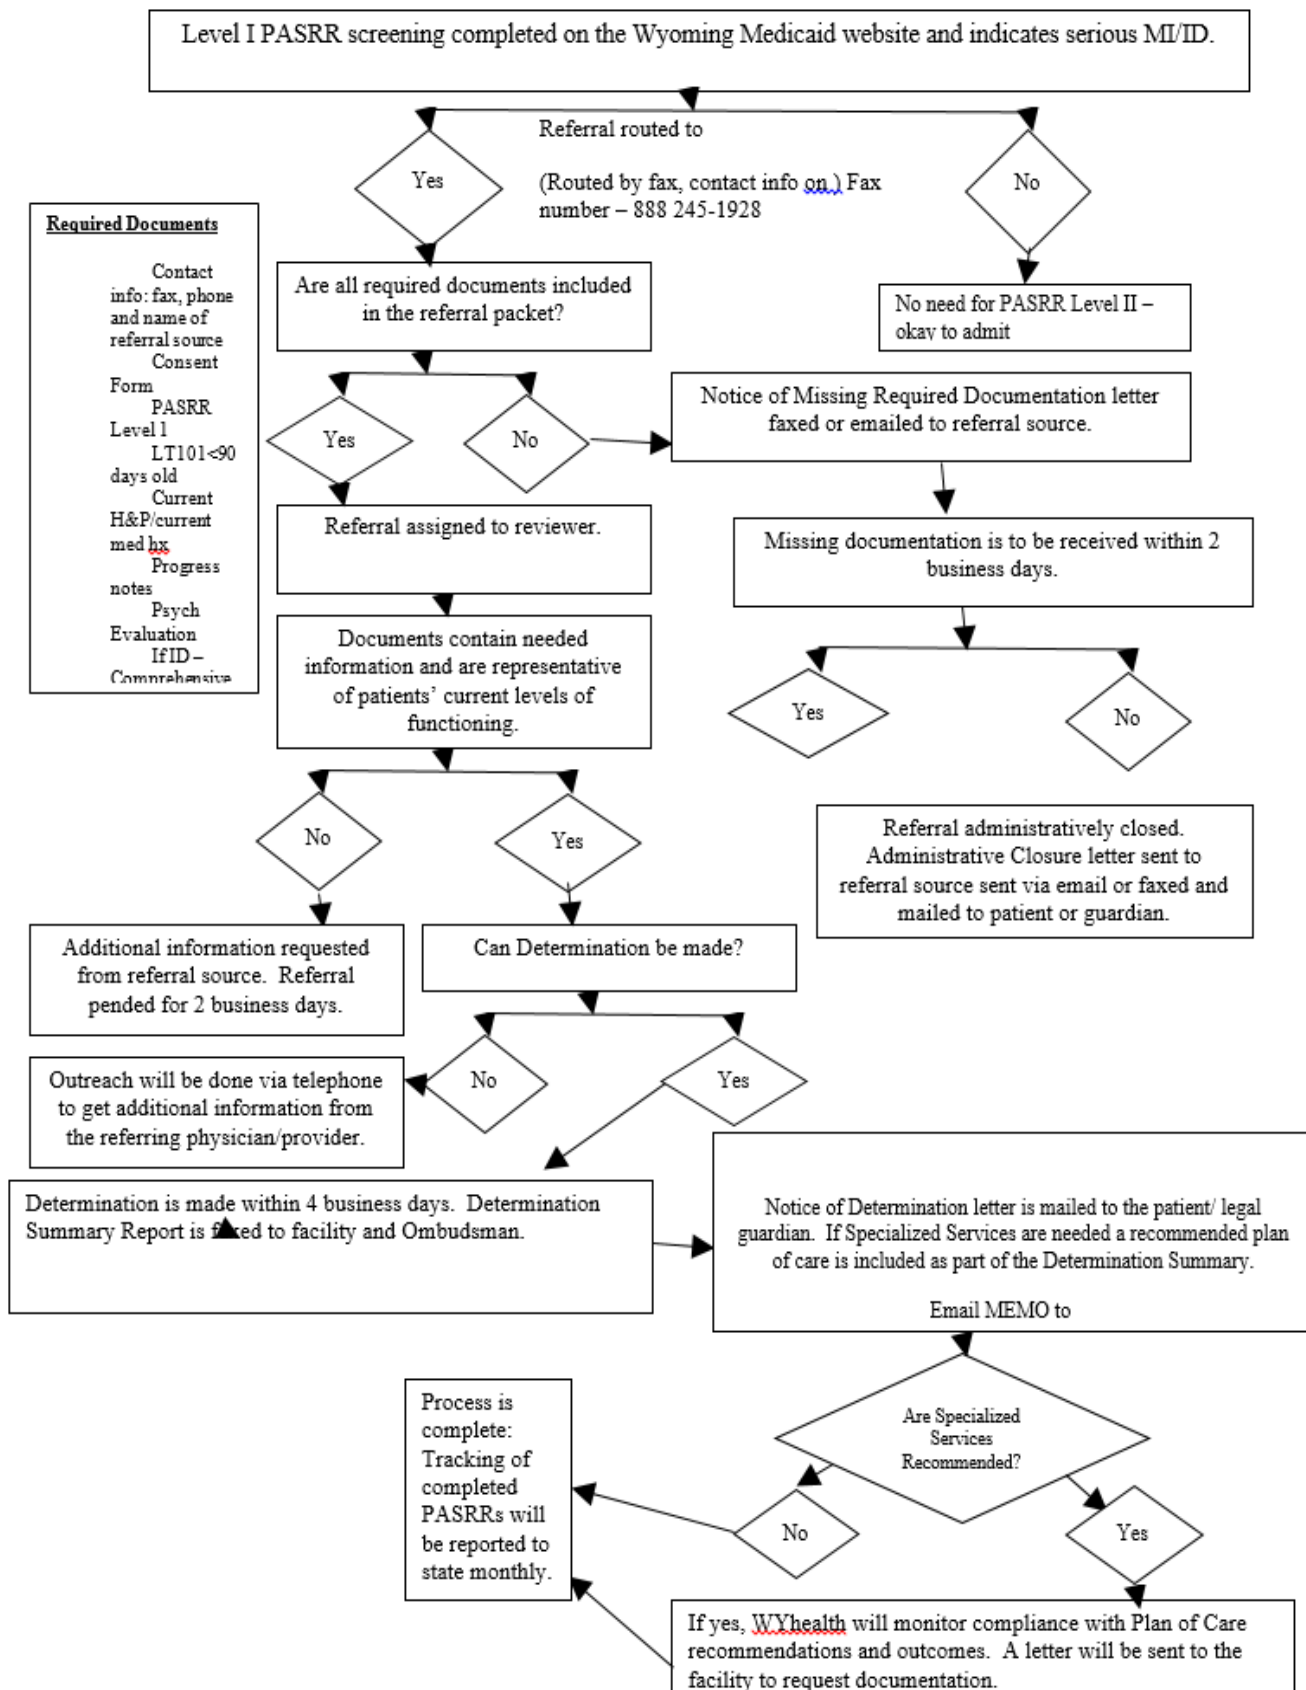 Level I PASRR screening completed on the Wyoming Medicaid website and indicates serious MI/ID.
Referral routed to
(Routed by fax, contact info on ) Fax
number – 888 245-1928
Yes
No
Required Documents
Contact
info: fax, phone
and name of
referral source
Consent
Form
PASRR
Level 1
LT101<90
days old
Current
H&P/current
med hx
Progress
notes
Psych
Evaluation
If ID –
Comprehensive
Are all required documents included
in the referral packet?
No need for PASRR Level II –
okay to admit
Yes
No
Notice of Missing Required Documentation letter
faxed or emailed to referral source.
Referral assigned to reviewer.
Missing documentation is to be received within 2
business days.
Documents contain needed
information and are representative
of patients’ current levels of
functioning.
Yes
No
No
Yes
Referral administratively closed.
Administrative Closure letter sent to
referral source sent via email or faxed and
mailed to patient or guardian.
Additional information requested
from referral source.  Referral
pended for 2 business days.
Can Determination be made?
No
Yes
Outreach will be done via telephone
to get additional information from
the referring physician/provider.
Determination is made within 4 business days.  Determination
Summary Report is faxed to facility and Ombudsman.
Notice of Determination letter is mailed to the patient/ legal
guardian.  If Specialized Services are needed a recommended plan
of care is included as part of the Determination Summary.
Email MEMO to
Are Specialized
Services
Recommended?
Process is
complete:
Tracking of
completed
PASRRs will
be reported to
state monthly.
No
Yes
If yes, WYhealth will monitor compliance with Plan of Care
recommendations and outcomes.  A letter will be sent to the
facility to request documentation.